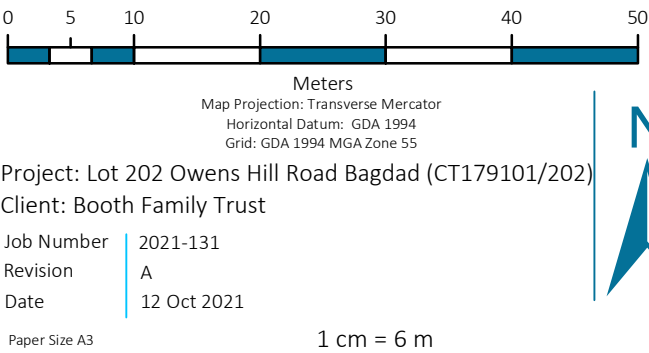 0 5 10 20 30 40 50
Meters
Map Projection: Transverse Mercator
Horizontal Datum: GDA 1994
Grid: GDA 1994 MGA Zone 55
N
Project: Lot 202 Owens Hill Road Bagdad (CT179101/202)
Client: Booth Family Trust
Job Number 2021-131
Revision A
Date 12 Oct 2021
Paper Size A3 1 cm = 6 m